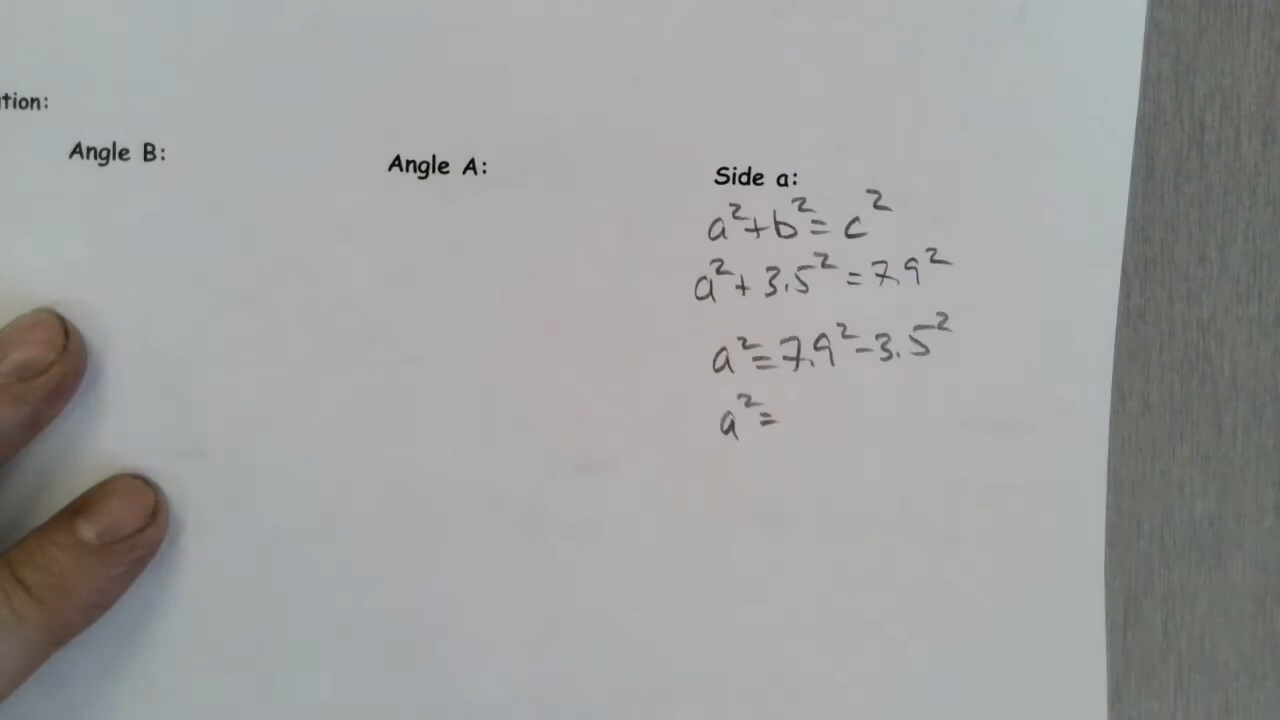 tion:
Angle B:
Angle A:
Side a:
a²+b²=c²
a²+3.5²=7.9²
a²=7.9²-3.5²
a²=